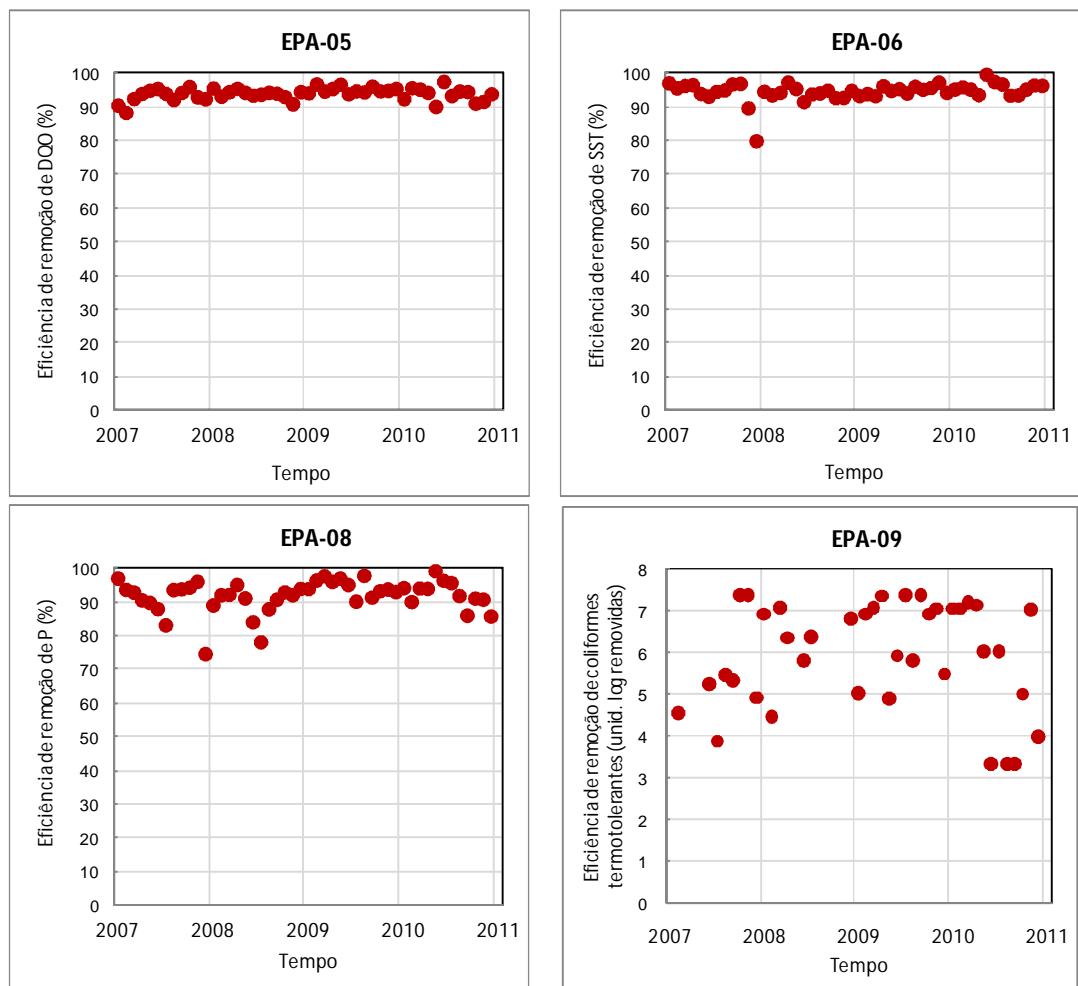 EPA-05
Eficiência de remoção de DQO (%)
100
90
80
70
60
50
40
30
20
10
0
2007 2008 2009 2010 2011
Tempo
EPA-06
Eficiência de remoção de SST (%)
100
90
80
70
60
50
40
30
20
10
0
2007 2008 2009 2010 2011
Tempo
EPA-08
Eficiência de remoção de P (%)
100
90
80
70
60
50
40
30
20
10
0
2007 2008 2009 2010 2011
Tempo
EPA-09
Eficiência de remoção de coliformes
termotolerantes (unid. log removidas)
8
7
6
5
4
3
2
1
0
2007 2008 2009 2010 2011
Tempo